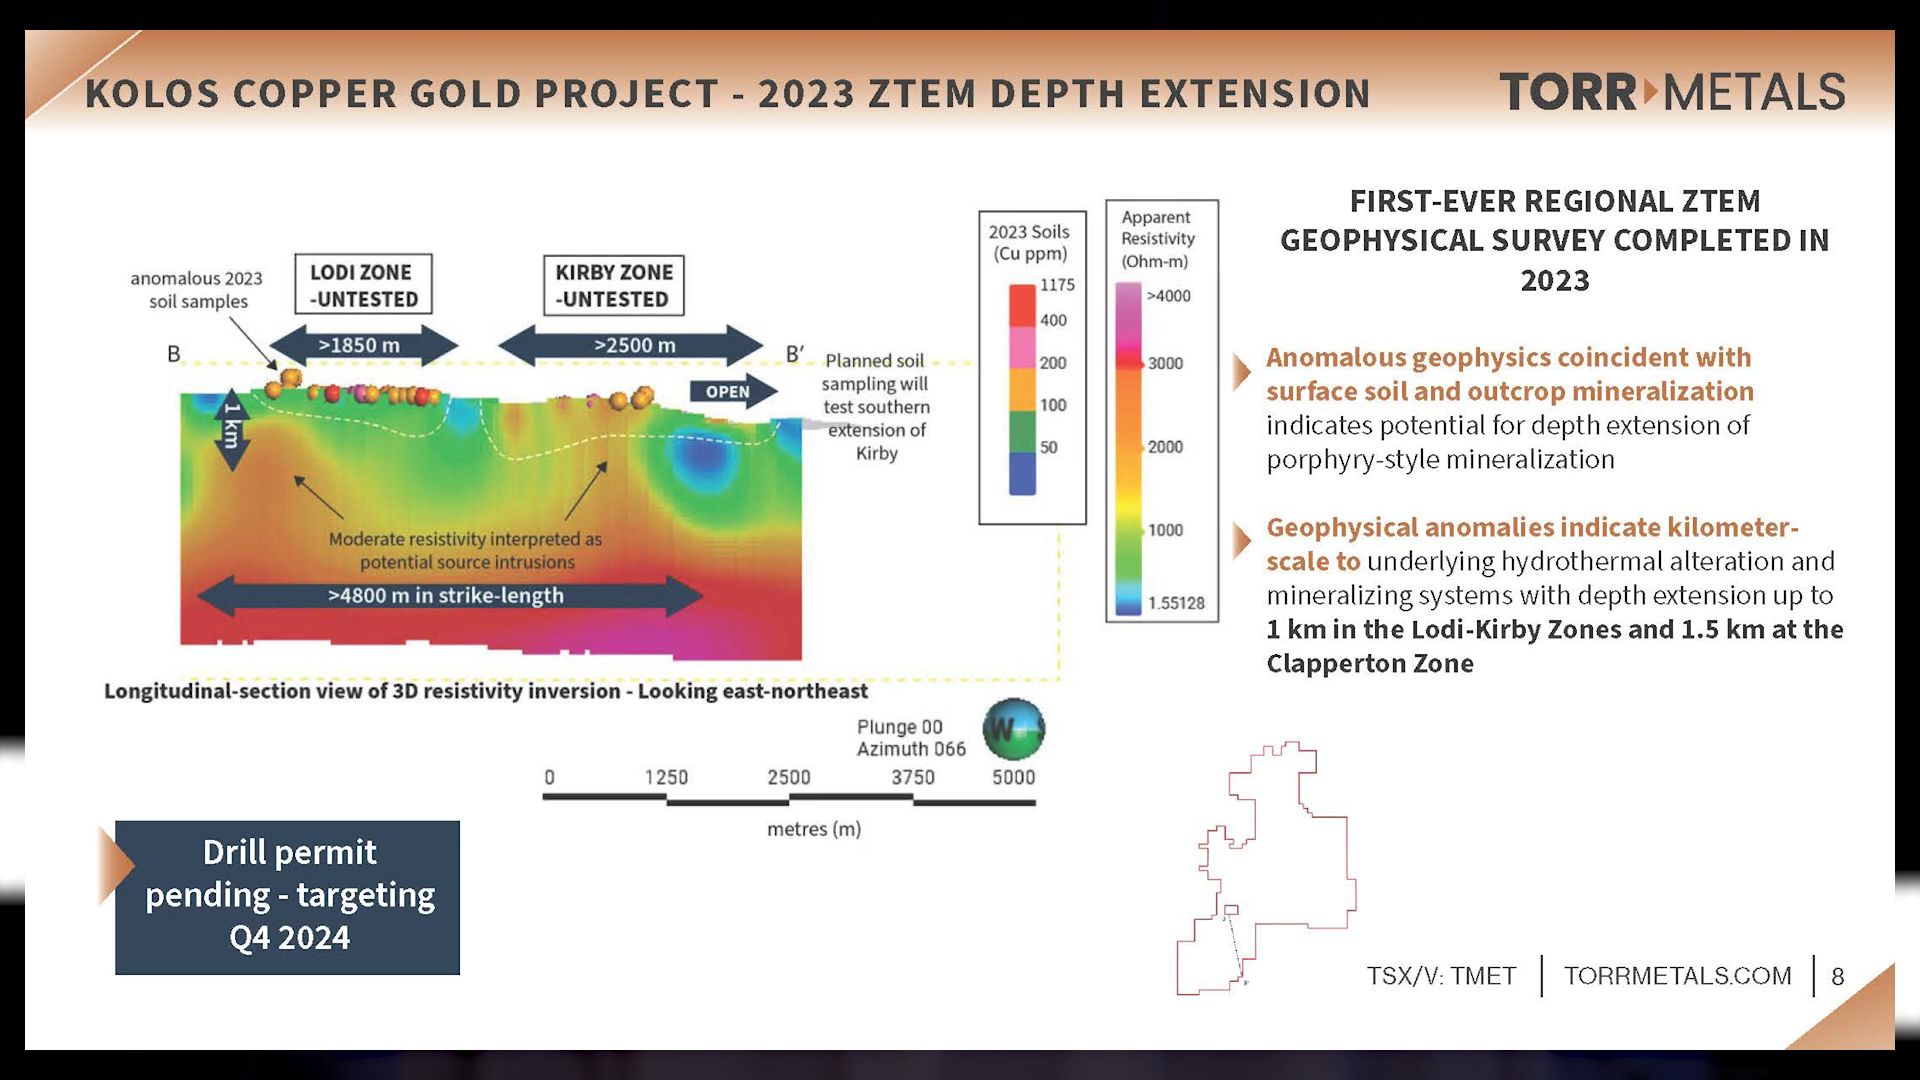 KOLOS COPPER GOLD PROJECT - 2023 ZTEM DEPTH EXTENSION
TORR METALS
anomalous 2023
soil samples
LODI ZONE
-UNTESTED
KIRBY ZONE
-UNTESTED
>1850 m
>2500 m
B
B'
OPEN
1 km
Planned soil
sampling will
test southern
extension of
Kirby
Moderate resistivity interpreted as
potential source intrusions
>4800 m in strike-length
Longitudinal-section view of 3D resistivity inversion - Looking east-northeast
2023 Soils
(Cu ppm)
1175
400
200
100
50
Apparent
Resistivity
(Ohm-m)
>4000
3000
2000
1000
1.55128
Plunge 00
Azimuth 066
W
0 1250 2500 3750 5000
metres (m)
FIRST-EVER REGIONAL ZTEM
GEOPHYSICAL SURVEY COMPLETED IN
2023
Anomalous geophysics coincident with
surface soil and outcrop mineralization
indicates potential for depth extension of
porphyry-style mineralization
Geophysical anomalies indicate kilometer-
scale to underlying hydrothermal alteration and
mineralizing systems with depth extension up to
1 km in the Lodi-Kirby Zones and 1.5 km at the
Clapperton Zone
Drill permit
pending - targeting
Q4 2024
TSX/V: TMET | TORRMETALS.COM | 8